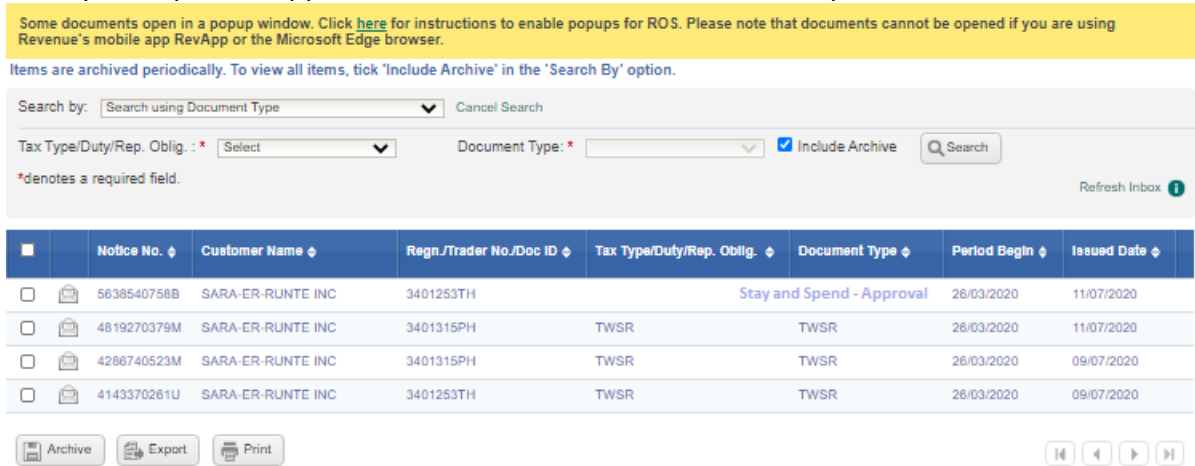 Some documents open in a popup window. Click here for instructions to enable popups for ROS. Please note that documents cannot be opened if you are using
Revenue's mobile app RevApp or the Microsoft Edge browser.
Items are archived periodically. To view all items, tick 'Include Archive' in the 'Search By' option.
Search by: Search using Document Type Cancel Search
Tax Type/Duty/Rep. Oblig. : * Select Document Type: * Include Archive Search
*denotes a required field.
Refresh Inbox i
Notice No. Customer Name Regn./Trader No./Doc ID Tax Type/Duty/Rep. Oblig. Document Type Period Begin Issued Date
5638540758B SARA-ER-RUNTE INC 3401253TH Stay and Spend - Approval 26/03/2020 11/07/2020
4819270379M SARA-ER-RUNTE INC 3401315PH TWSR TWSR 26/03/2020 11/07/2020
4286740523M SARA-ER-RUNTE INC 3401315PH TWSR TWSR 26/03/2020 09/07/2020
4143370261U SARA-ER-RUNTE INC 3401253TH TWSR TWSR 26/03/2020 09/07/2020
Archive Export Print